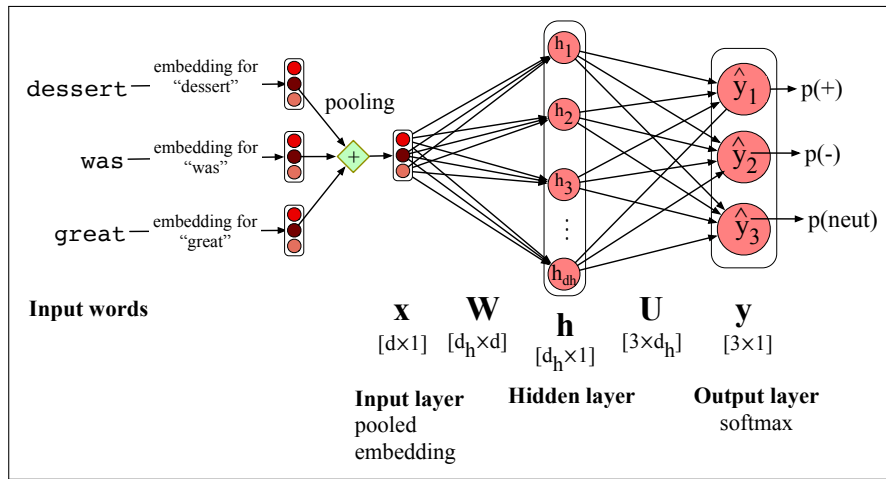 dessert
embedding for
“dessert”
pooling
was
embedding for
“was”
great
embedding for
“great”
+
h1
h2
h3
⋮
hdh
ŷ1
ŷ2
ŷ3
p(+)
p(-)
p(neut)
Input words
x
[d×1]
W
[dh×d]
h
[dh×1]
U
[3×dh]
y
[3×1]
Input layer
pooled
embedding
Hidden layer
Output layer
softmax